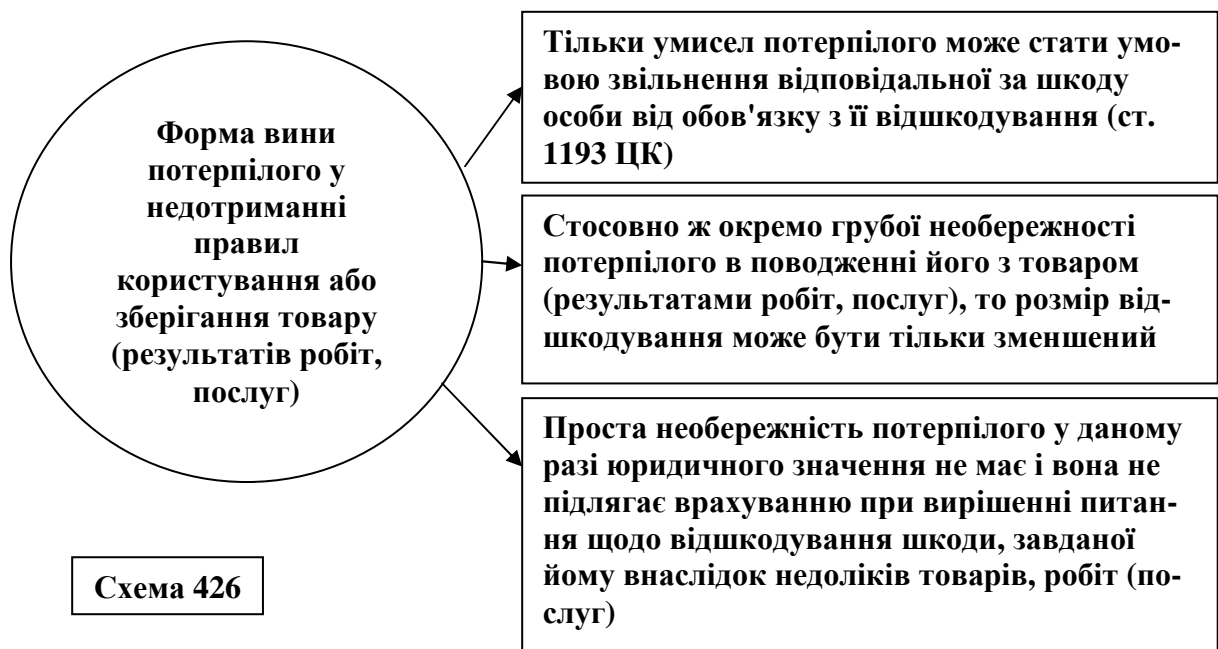 Форма вини
потерпілого у
недотриманні
правил
користування або
зберігання товару
(результатів робіт,
послуг)
Тільки умисел потерпілого може стати умо-
вою звільнення відповідальної за шкоду
особи від обов'язку з її відшкодування (ст.
1193 ЦК)
Стосовно ж окремо грубої необережності
потерпілого в поводженні його з товаром
(результатами робіт, послуг), то розмір від-
шкодування може бути тільки зменшений
Проста необережність потерпілого у даному
разі юридичного значення не має і вона не
підлягає врахуванню при вирішенні питан-
ня щодо відшкодування шкоди, завданої
йому внаслідок недоліків товарів, робіт (по-
слуг)
Схема 426